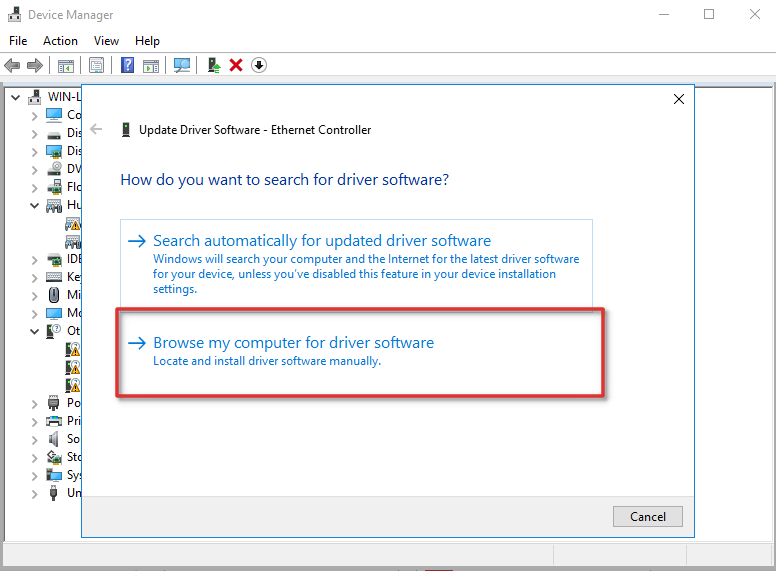 Device Manager
File Action View Help
WIN-L
Update Driver Software - Ethernet Controller
How do you want to search for driver software?
Search automatically for updated driver software
Windows will search your computer and the Internet for the latest driver software
for your device, unless you've disabled this feature in your device installation
settings.
Browse my computer for driver software
Locate and install driver software manually.
Cancel
Co
Dis
Dis
DV
Flo
Hu
IDE
Key
Mi
Mo
Ot
Po
Pri
So
Sto
Sys
Un